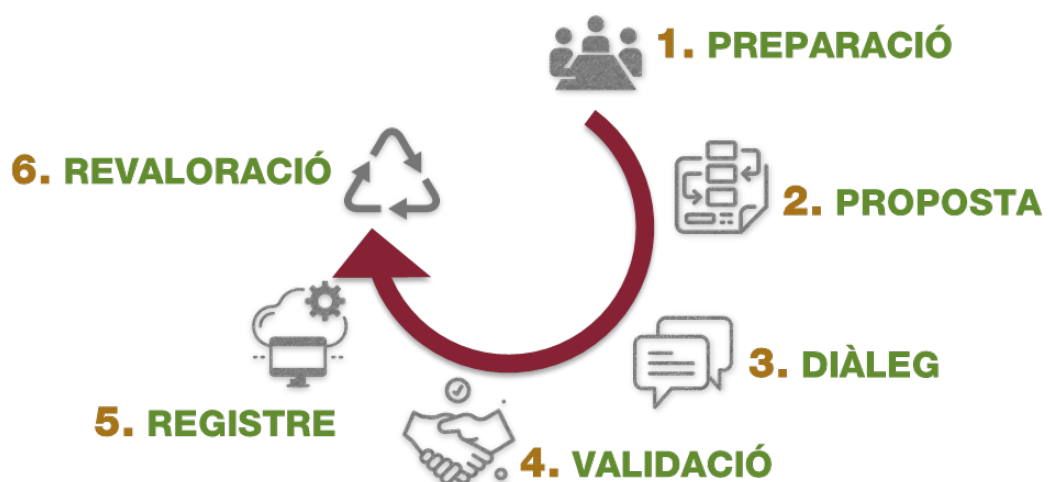 1. PREPARACIÓ
2. PROPOSTA
3. DIÀLEG
4. VALIDACIÓ
5. REGISTRE
6. REVALORACIÓ